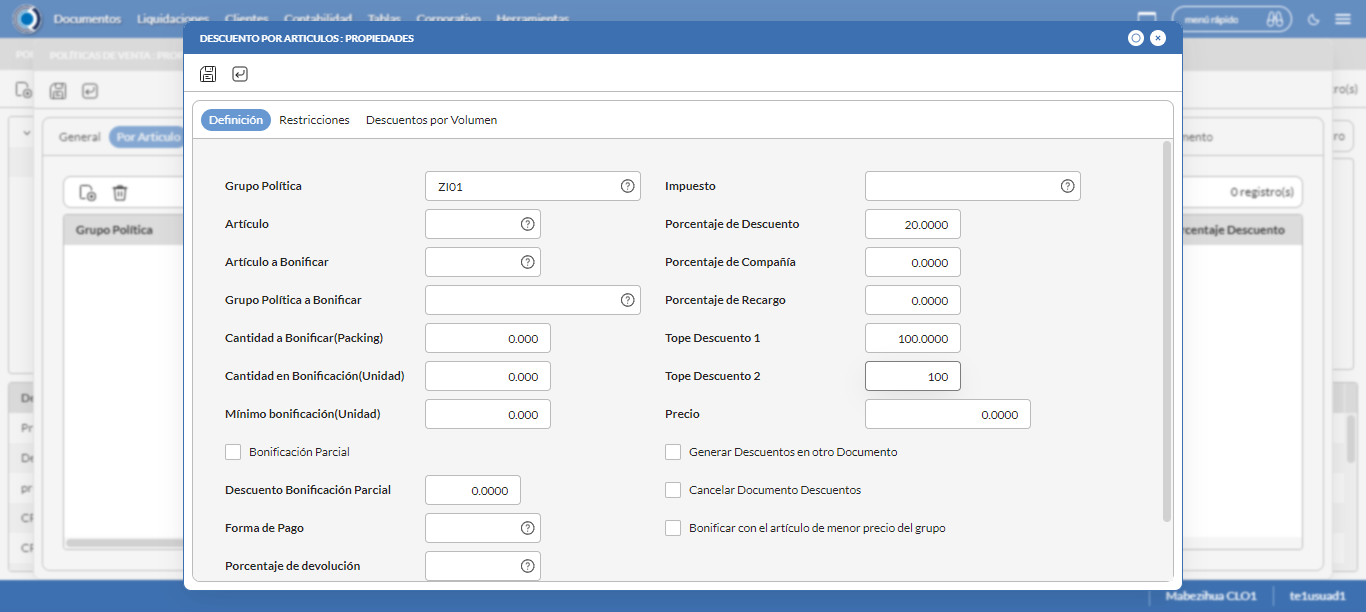 Documentos Liquidaciones Clientes Contabilidad Tablas Corporativo Herramientas menú rápido
DESCUENTO POR ARTICULOS : PROPIEDADES
POLÍTICAS DE VENTA : PROP
General Por Articulo
Definición Restricciones Descuentos por Volumen
0 registro(s)
Grupo Política
centaje Descuento
Grupo Política ZI01 Impuesto
Artículo Porcentaje de Descuento 20.0000
Artículo a Bonificar Porcentaje de Compañía 0.0000
Grupo Política a Bonificar Porcentaje de Recargo 0.0000
Cantidad a Bonificar(Packing) 0.000 Tope Descuento 1 100.0000
Cantidad en Bonificación(Unidad) 0.000 Tope Descuento 2 100
Mínimo bonificación(Unidad) 0.000 Precio 0.0000
Bonificación Parcial Generar Descuentos en otro Documento
Descuento Bonificación Parcial 0.0000 Cancelar Documento Descuentos
Forma de Pago Bonificar con el artículo de menor precio del grupo
Porcentaje de devolución
Mabezihua CLO1 te1usuad1